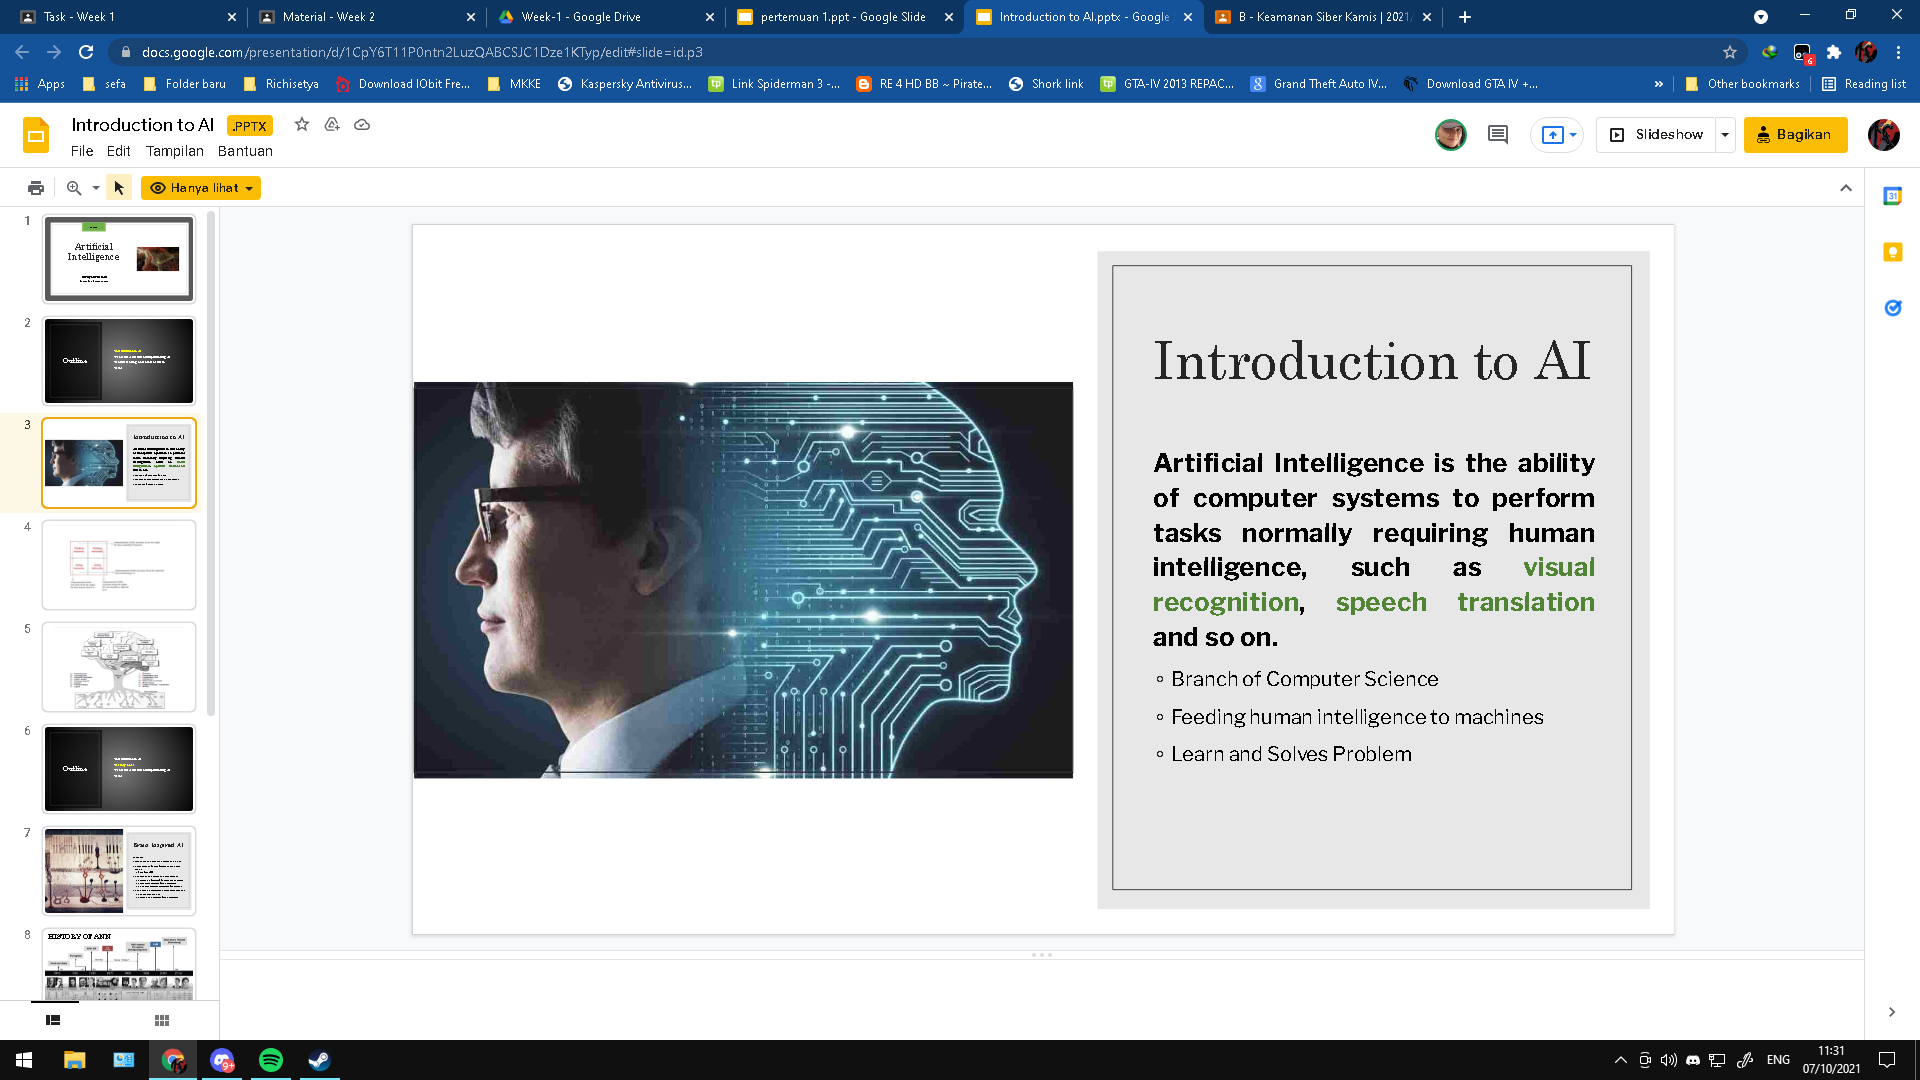 Task - Week 1
Material - Week 2
Week-1 - Google Drive
pertemuan 1.ppt - Google Slide
Introduction to AI.pptx - Google
B - Keamanan Siber Kamis | 2021
docs.google.com/presentation/d/1CpY6T11P0ntn2LuzQABCSJC1Dze1KTyp/edit#slide=id.p3
6
Apps
sefa
Folder baru
Richisetya
Download IObit Fre...
MKKE
Kaspersky Antivirus...
Link Spiderman 3 -...
RE 4 HD BB ~ Pirate...
Shork link
GTA-IV 2013 REPAC...
Grand Theft Auto IV...
Download GTA IV +...
»
Other bookmarks
Reading list
Introduction to AI .PPTX
File Edit Tampilan Bantuan
Slideshow
Bagikan
Hanya lihat
31
1
Artificial
Intelligence
2
Outline
3
Introduction to AI
4
5
6
Outline
7
Brain Inspired AI
8
HISTORY OF ANN
Introduction to AI
Artificial Intelligence is the ability
of computer systems to perform
tasks normally requiring human
intelligence, such as visual
recognition, speech translation
and so on.
◦ Branch of Computer Science
◦ Feeding human intelligence to machines
◦ Learn and Solves Problem
9+
ENG
11:31
07/10/2021